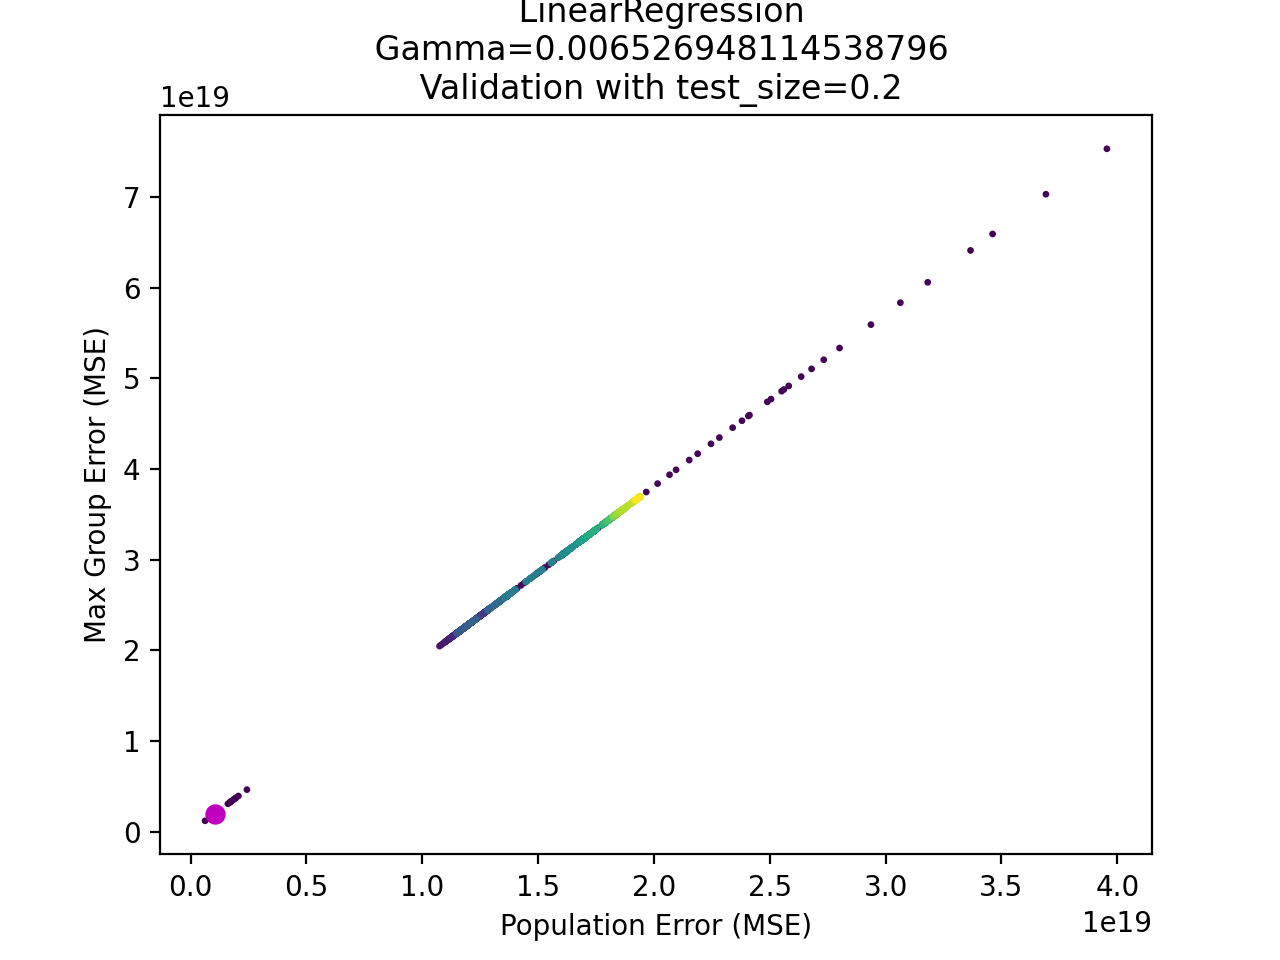 LinearRegression
Gamma=0.006526948114538796
Validation with test_size=0.2
1e19
7
6
5
4
3
2
1
0
Max Group Error (MSE)
0.0 0.5 1.0 1.5 2.0 2.5 3.0 3.5 4.0
1e19
Population Error (MSE)